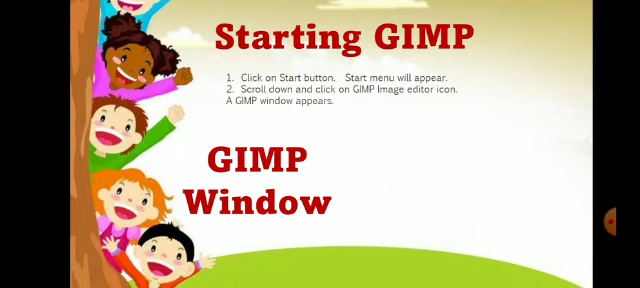 Starting GIMP
1. Click on Start button. Start menu will appear.
2. Scroll down and click on GIMP Image editor icon.
A GIMP window appears.
GIMP
Window